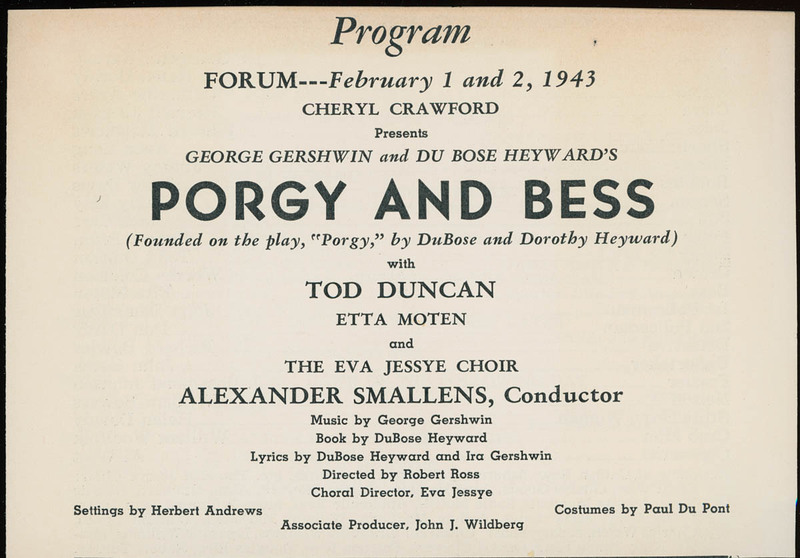 Program
FORUM---February 1 and 2, 1943
CHERYL CRAWFORD
Presents
GEORGE GERSHWIN and DU BOSE HEYWARD'S
PORGY AND BESS
(Founded on the play, "Porgy," by DuBose and Dorothy Heyward)
with
TOD DUNCAN
ETTA MOTEN
and
THE EVA JESSYE CHOIR
ALEXANDER SMALLENS, Conductor
Music by George Gershwin
Book by DuBose Heyward
Lyrics by DuBose Heyward and Ira Gershwin
Directed by Robert Ross
Choral Director, Eva Jessye
Settings by Herbert Andrews Costumes by Paul Du Pont
Associate Producer, John J. Wildberg